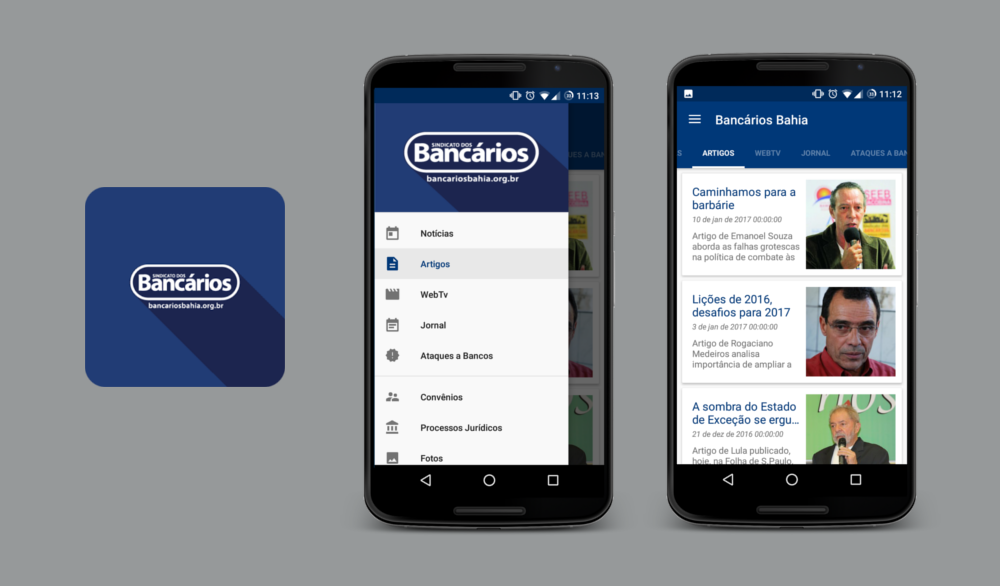 SINDICATO DOS
Bancários
bancariosbahia.org.br
11:13
SINDICATO DOS
Bancários
bancariosbahia.org.br
Notícias
Artigos
WebTv
Jornal
Ataques a Bancos
Convênios
Processos Jurídicos
Fotos
11:12
Bancários Bahia
S ARTIGOS WEBTV JORNAL ATAQUES A BAN
Caminhamos para a
barbárie
10 de jan de 2017 00:00:00
Artigo de Emanoel Souza
aborda as falhas grotescas
na política de combate às
Lições de 2016,
desafios para 2017
3 de jan de 2017 00:00:00
Artigo de Rogaciano
Medeiros analisa
importância de ampliar a
A sombra do Estado
de Exceção se ergu...
21 de dez de 2016 00:00:00
Artigo de Lula publicado,
hoje, na Folha de S.Paulo,